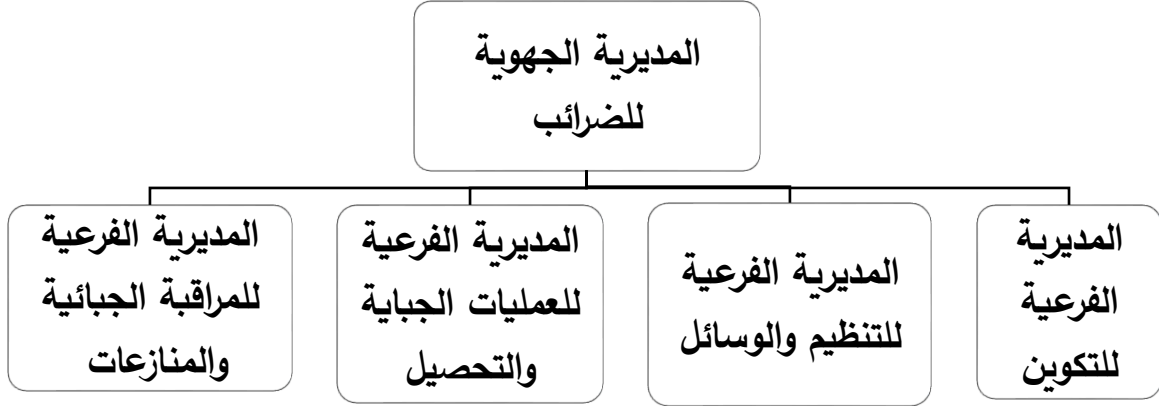 المديرية الجهوية
للضرائب
المديرية
الفرعية
للتكوين
المديرية الفرعية
للتنظيم والوسائل
المديرية الفرعية
للعمليات الجباية
والتحصيل
المديرية الفرعية
للمراقبة الجبائية
والمنازعات